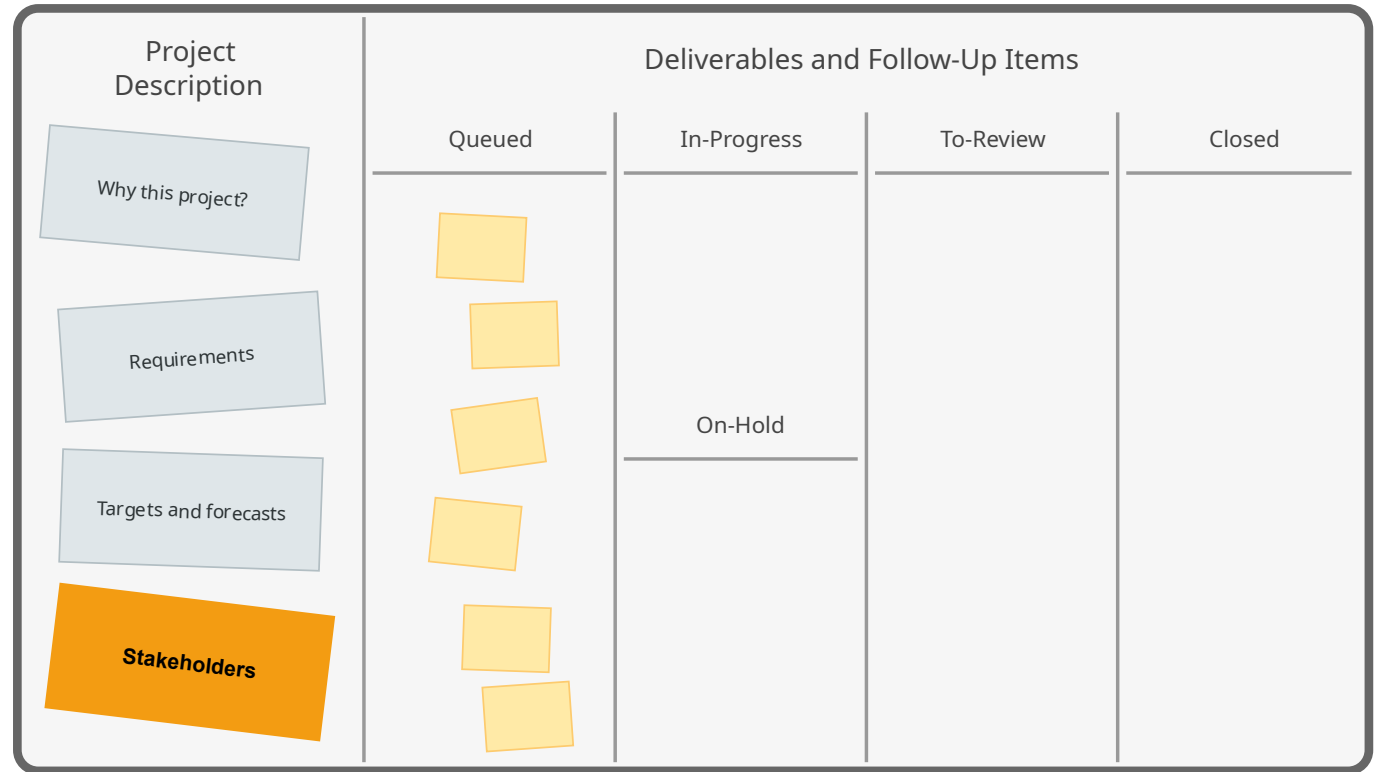 Project
Description
Why this project?
Requirements
Targets and forecasts
Stakeholders
Deliverables and Follow-Up Items
Queued
In-Progress
On-Hold
To-Review
Closed